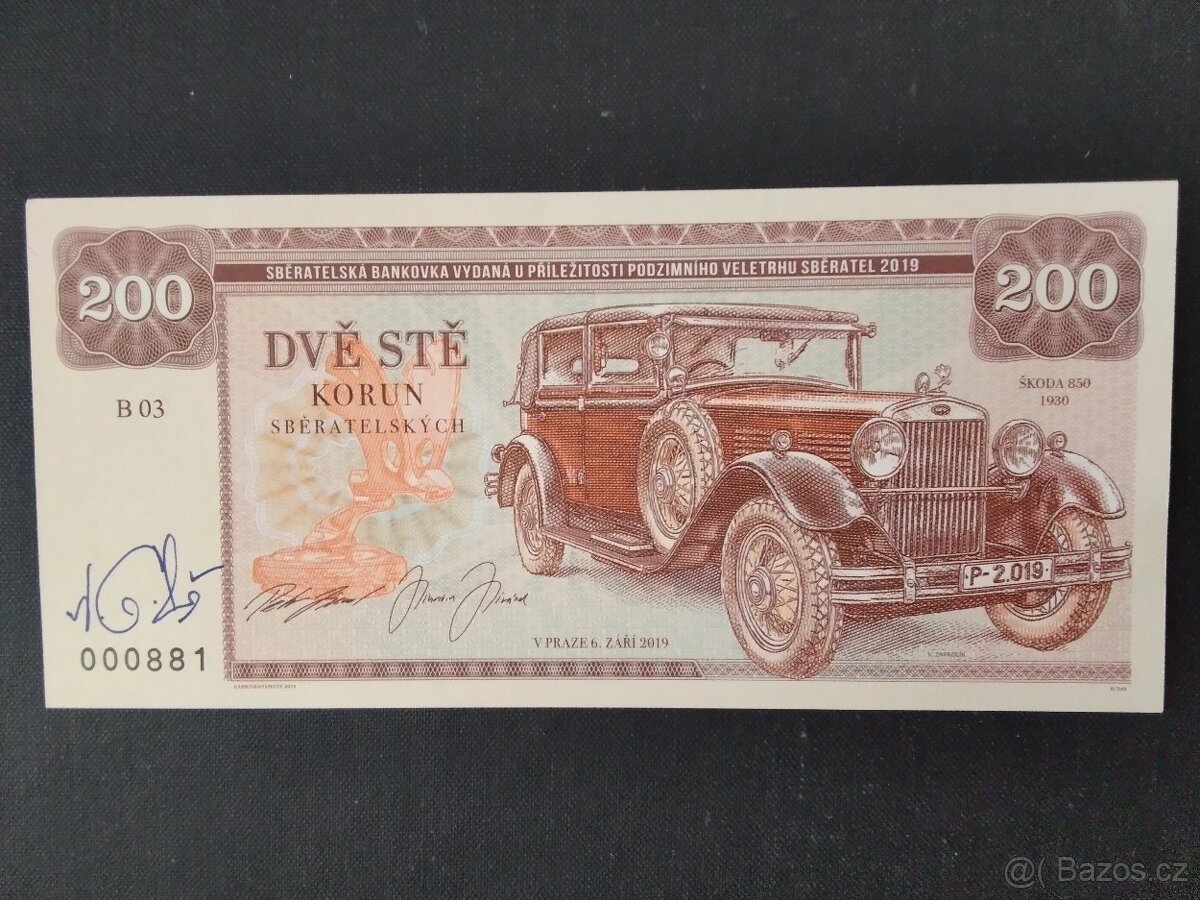 SBĚRATELSKÁ BANKOVKA VYDANÁ U PŘÍLEŽITOSTI PODZIMNÍHO VELETRHU SBĚRATEL 2019
200
200
DVĚ STĚ
KORUN
SBĚRATELSKÝCH
ŠKODA 850
1930
B 03
P-2.019
000881
V PRAZE 6. ZÁŘÍ 2019
V. ZAPADLÍK
@( Bazos.cz